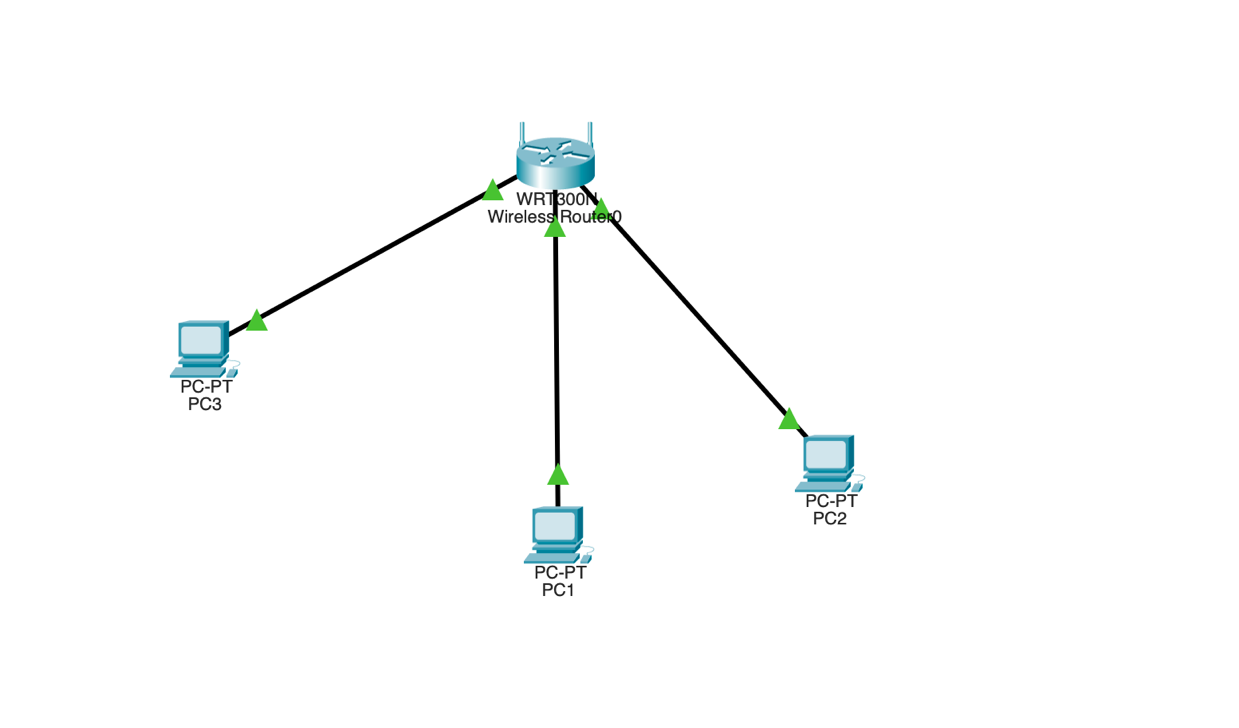 WRT300N
Wireless Router0
PC-PT
PC3
PC-PT
PC2
PC-PT
PC1